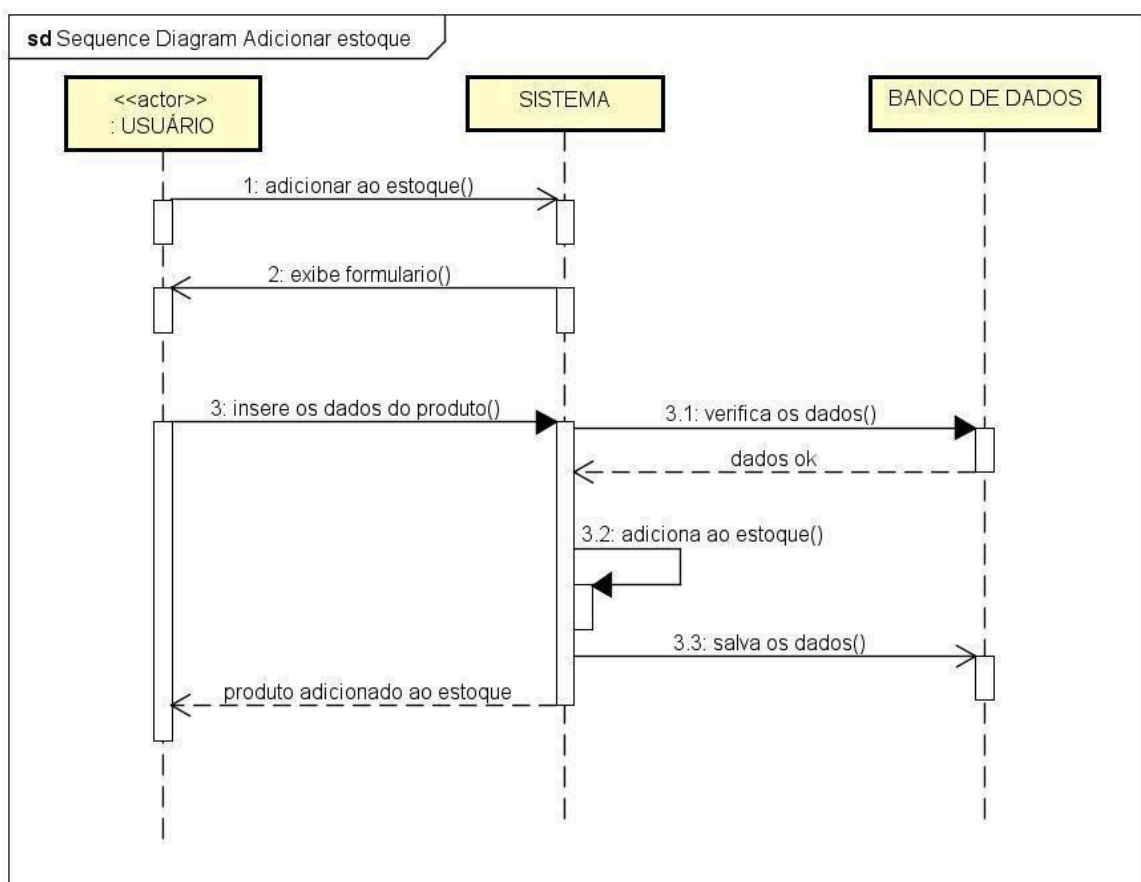 sd Sequence Diagram Adicionar estoque
<<actor>>
: USUÁRIO
SISTEMA
BANCO DE DADOS
1: adicionar ao estoque()
2: exibe formulario()
3: insere os dados do produto()
3.1: verifica os dados()
dados ok
3.2: adiciona ao estoque()
3.3: salva os dados()
produto adicionado ao estoque